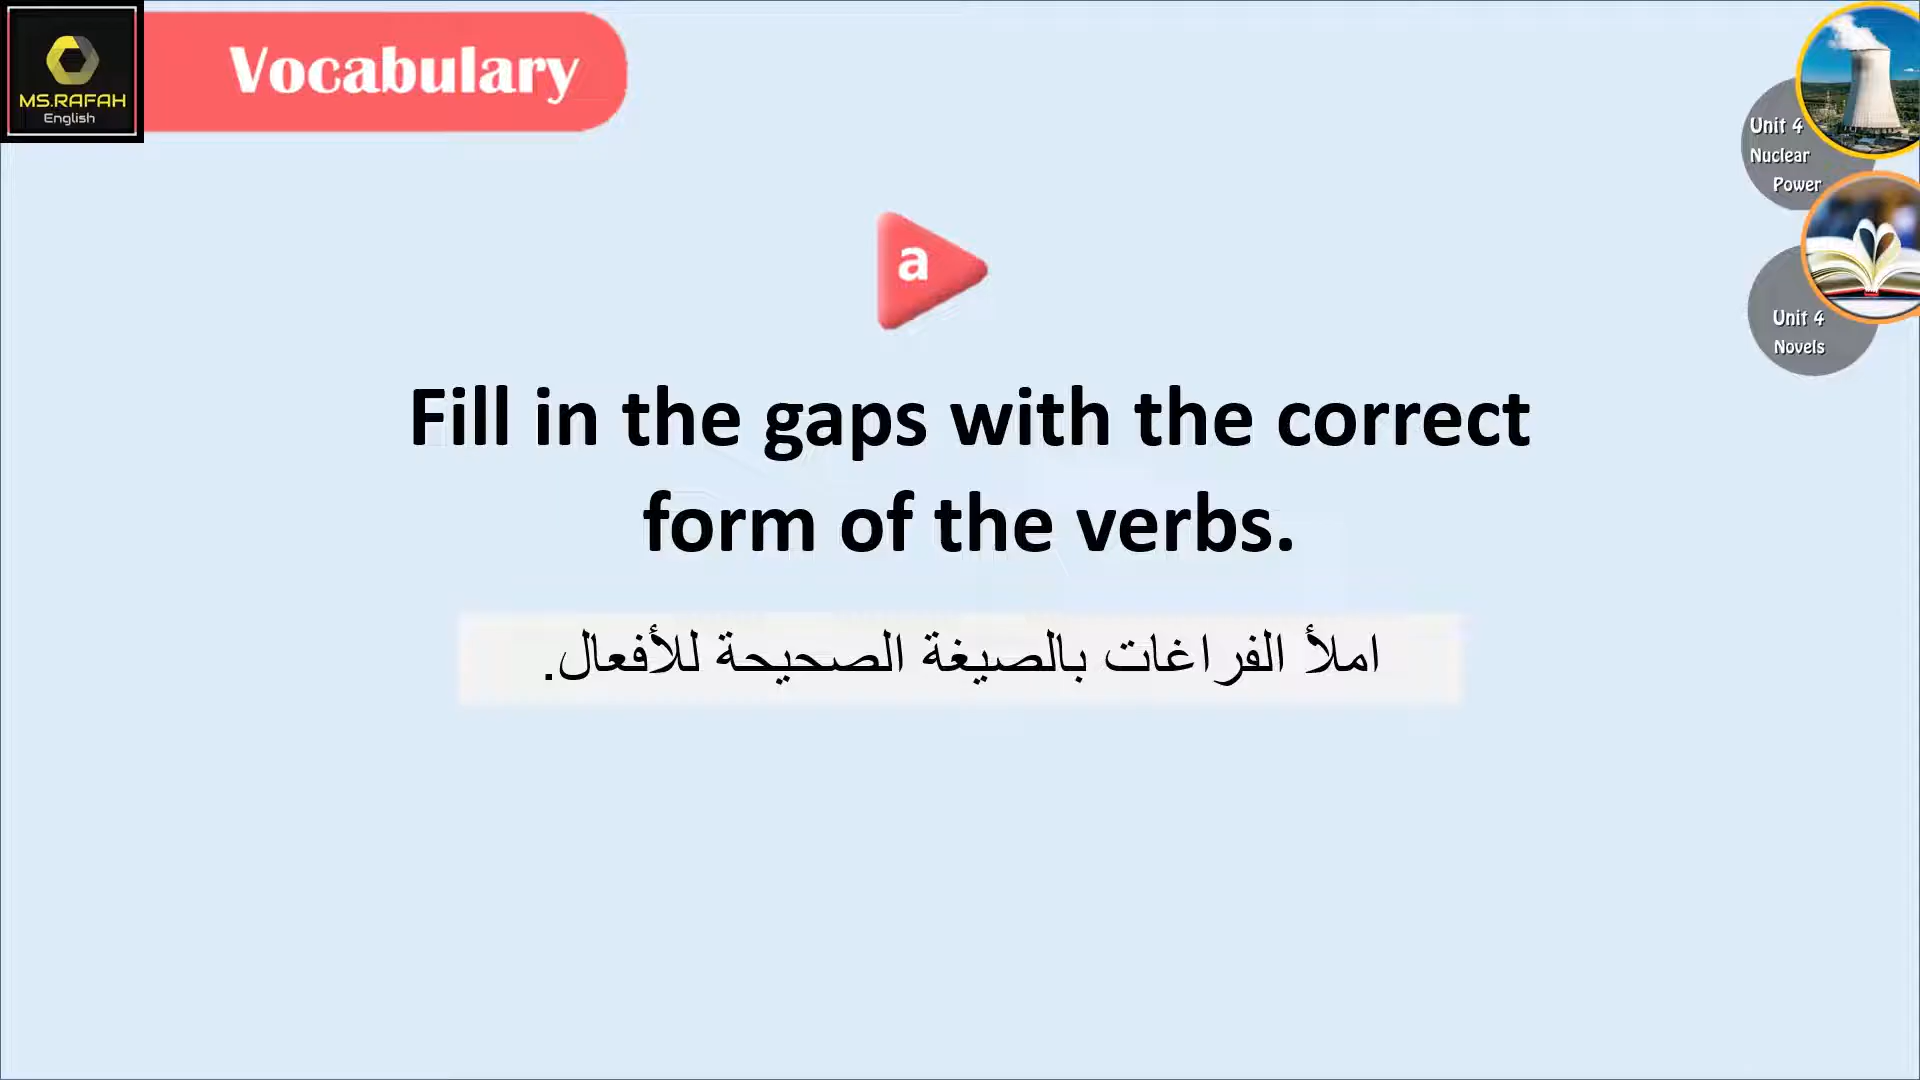 MS.RAFAH
English
Vocabulary
Unit 4
Nuclear
Power
Unit 4
Novels
a
Fill in the gaps with the correct
form of the verbs.
املأ الفراغات بالصيغة الصحيحة للأفعال.